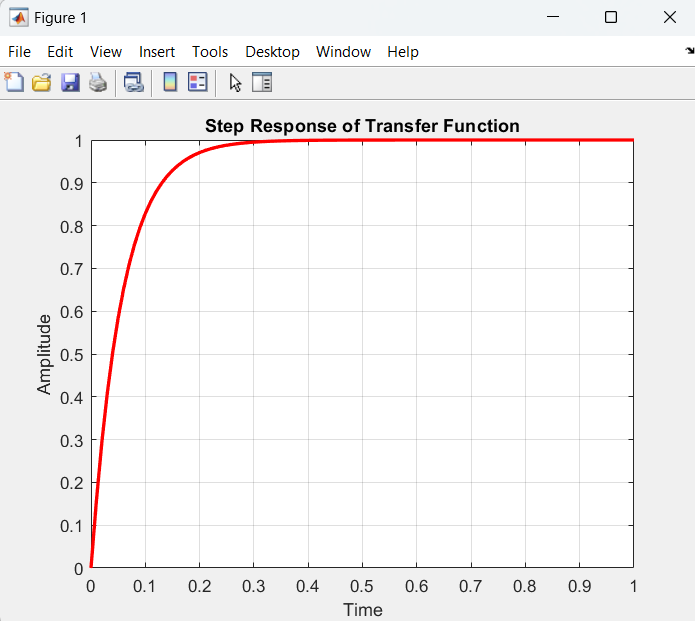 Figure 1
File Edit View Insert Tools Desktop Window Help
Step Response of Transfer Function
1
0.9
0.8
0.7
0.6
0.5
0.4
0.3
0.2
0.1
0
Amplitude
0 0.1 0.2 0.3 0.4 0.5 0.6 0.7 0.8 0.9 1
Time